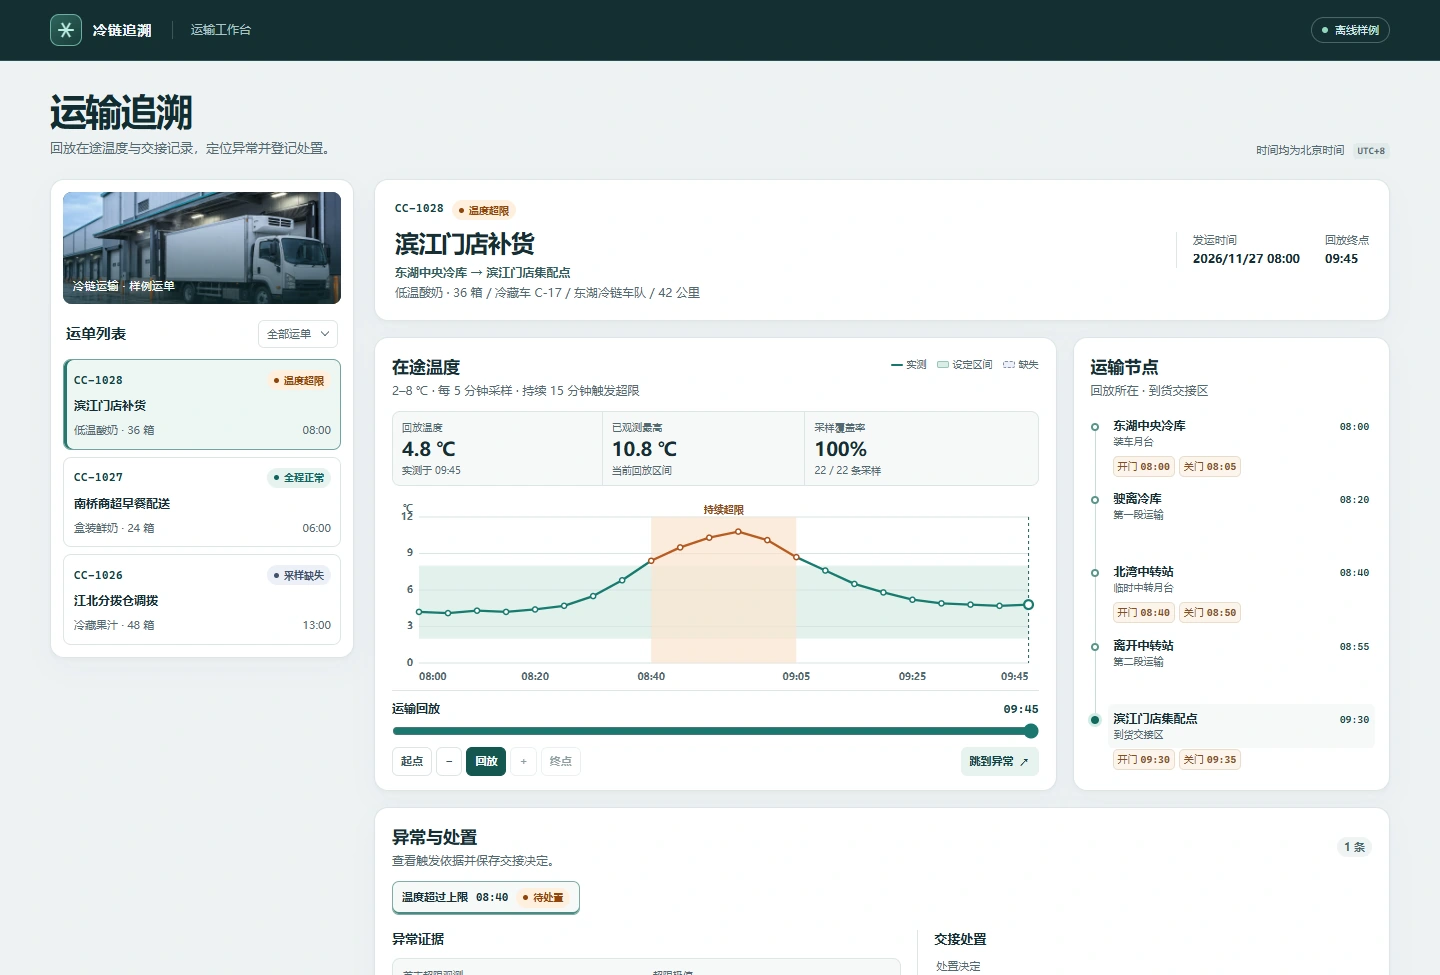 冷链追溯
运输工作台
离线样例
运输追溯
回放在途温度与交接记录，定位异常并登记处置。
时间均为北京时间 UTC+8
冷链运输 · 样例运单
运单列表
全部运单
CC-1028
温度超限
滨江门店补货
低温酸奶 · 36 箱
08:00
CC-1027
全程正常
南桥商超早餐配送
盒装鲜奶 · 24 箱
06:00
CC-1026
采样缺失
江北分拨仓调拨
冷藏果汁 · 48 箱
13:00
CC-1028
温度超限
滨江门店补货
东湖中央冷库 → 滨江门店集配点
低温酸奶 · 36 箱 / 冷藏车 C-17 / 东湖冷链车队 / 42 公里
发运时间
2026/11/27 08:00
回放终点
09:45
在途温度
2–8 ℃ · 每 5 分钟采样 · 持续 15 分钟触发超限
实测
设定区间
缺失
回放温度
4.8 ℃
实测于 09:45
已观测最高
10.8 ℃
当前回放区间
采样覆盖率
100%
22 / 22 条采样
℃
持续超限
12
9
6
3
0
08:00
08:20
08:40
09:05
09:25
09:45
运输回放
09:45
起点
−
回放
+
终点
跳到异常 ↗
运输节点
回放所在 · 到货交接区
东湖中央冷库
08:00
装车月台
开门 08:00
关门 08:05
驶离冷库
08:20
第一段运输
北湾中转站
08:40
临时中转月台
开门 08:40
关门 08:50
离开中转站
08:55
第二段运输
滨江门店集配点
09:30
到货交接区
开门 09:30
关门 09:35
异常与处置
查看触发依据并保存交接决定。
1 条
温度超过上限 08:40 待处置
异常证据
交接处置
处置决定